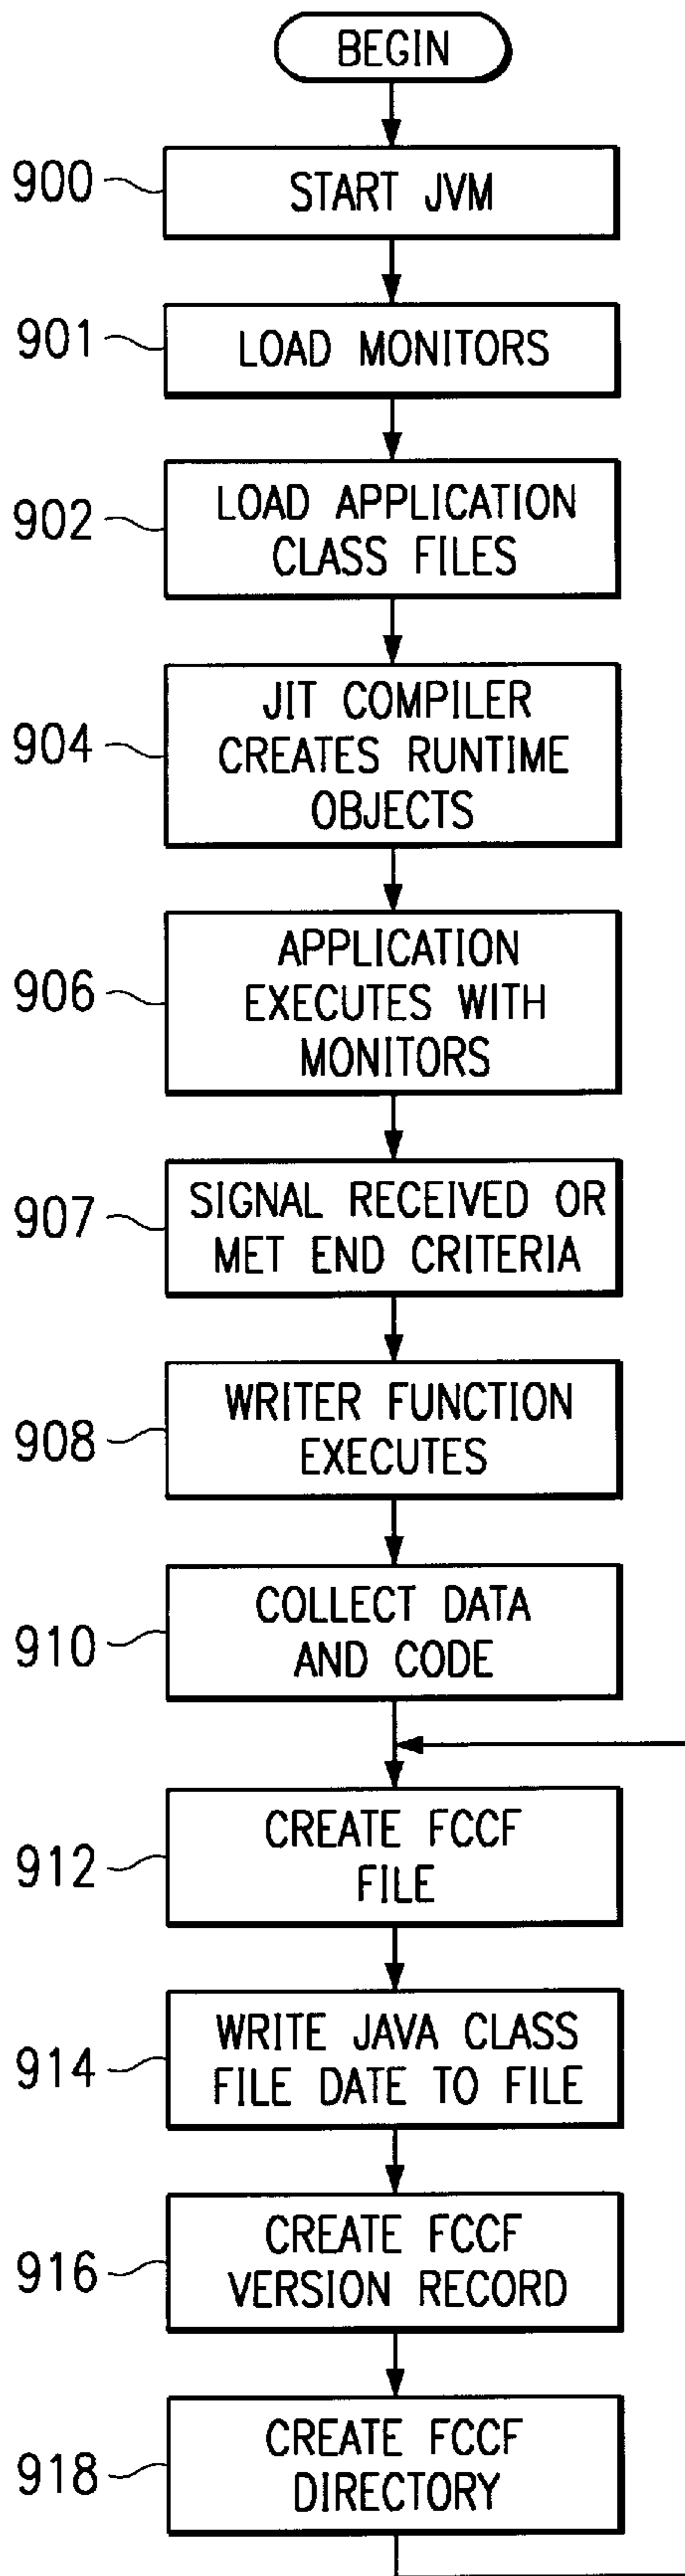 BEGIN
900
START JVM
901
LOAD MONITORS
902
LOAD APPLICATION
CLASS FILES
904
JIT COMPILER
CREATES RUNTIME
OBJECTS
906
APPLICATION
EXECUTES WITH
MONITORS
907
SIGNAL RECEIVED OR
MET END CRITERIA
908
WRITER FUNCTION
EXECUTES
910
COLLECT DATA
AND CODE
912
CREATE FCCF
FILE
914
WRITE JAVA CLASS
FILE DATE TO FILE
916
CREATE FCCF
VERSION RECORD
918
CREATE FCCF
DIRECTORY